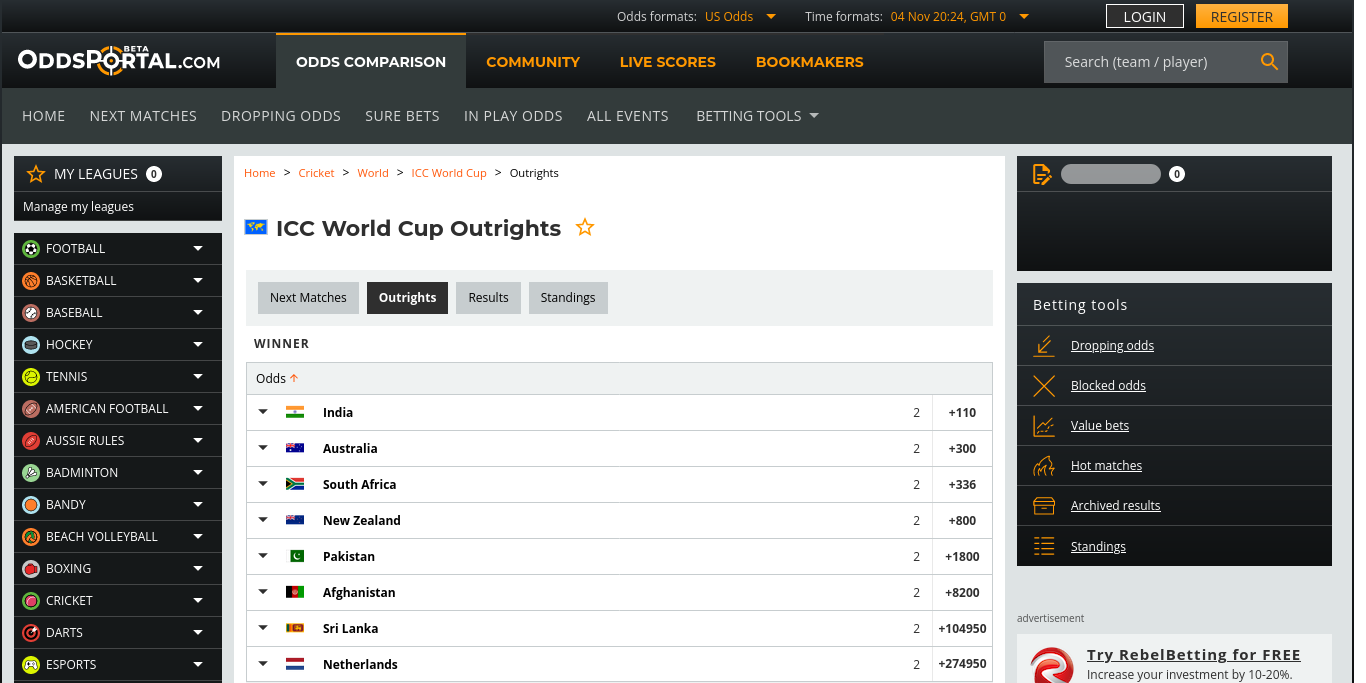 Odds formats: US Odds Time formats: 04 Nov 20:24, GMT 0 LOGIN REGISTER
ODDSPORTAL.COM BETA ODDS COMPARISON COMMUNITY LIVE SCORES BOOKMAKERS Search (team / player)
HOME NEXT MATCHES DROPPING ODDS SURE BETS IN PLAY ODDS ALL EVENTS BETTING TOOLS
MY LEAGUES 0
Manage my leagues
FOOTBALL
BASKETBALL
BASEBALL
HOCKEY
TENNIS
AMERICAN FOOTBALL
AUSSIE RULES
BADMINTON
BANDY
BEACH VOLLEYBALL
BOXING
CRICKET
DARTS
ESPORTS
Home > Cricket > World > ICC World Cup > Outrights
ICC World Cup Outrights
Next Matches Outrights Results Standings
WINNER
Odds
India 2 +110
Australia 2 +300
South Africa 2 +336
New Zealand 2 +800
Pakistan 2 +1800
Afghanistan 2 +8200
Sri Lanka 2 +104950
Netherlands 2 +274950
0
Betting tools
Dropping odds
Blocked odds
Value bets
Hot matches
Archived results
Standings
advertisement
Try RebelBetting for FREE
Increase your investment by 10-20%.